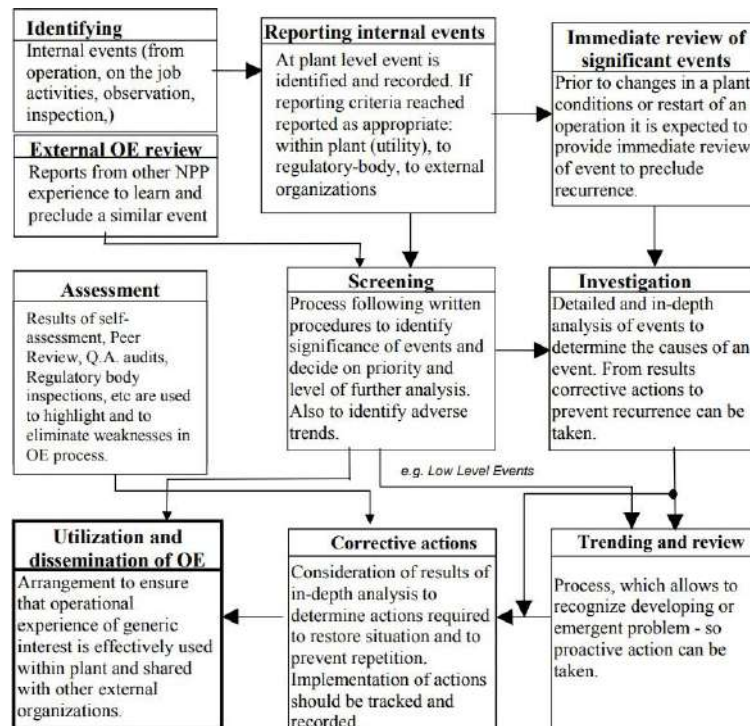 Identifying
Internal events (from
operation, on the job
activities, observation,
inspection,)
Reporting internal events
At plant level event is
identified and recorded. If
reporting criteria reached
reported as appropriate:
within plant (utility), to
regulatory-body, to external
organizations
Immediate review of
significant events
Prior to changes in a plant
conditions or restart of an
operation it is expected to
provide immediate review
of event to preclude
recurrence.
External OE review
Reports from other NPP
experience to learn and
preclude a similar event
Assessment
Results of self-
assessment, Peer
Review, Q.A. audits,
Regulatory body
inspections, etc are used
to highlight and to
eliminate weaknesses in
OE process.
Screening
Process following written
procedures to identify
significance of events and
decide on priority and
level of further analysis.
Also to identify adverse
trends.
Investigation
Detailed and in-depth
analysis of events to
determine the causes of an
event. From results
corrective actions to
prevent recurrence can be
taken.
e.g. Low Level Events
Utilization and
dissemination of OE
Arrangement to ensure
that operational
experience of generic
interest is effectively used
within plant and shared
with other external
organizations.
Corrective actions
Consideration of results of
in-depth analysis to
determine actions required
to restore situation and to
prevent repetition.
Implementation of actions
should be tracked and
recorded
Trending and review
Process, which allows to
recognize developing or
emergent problem - so
proactive action can be
taken.